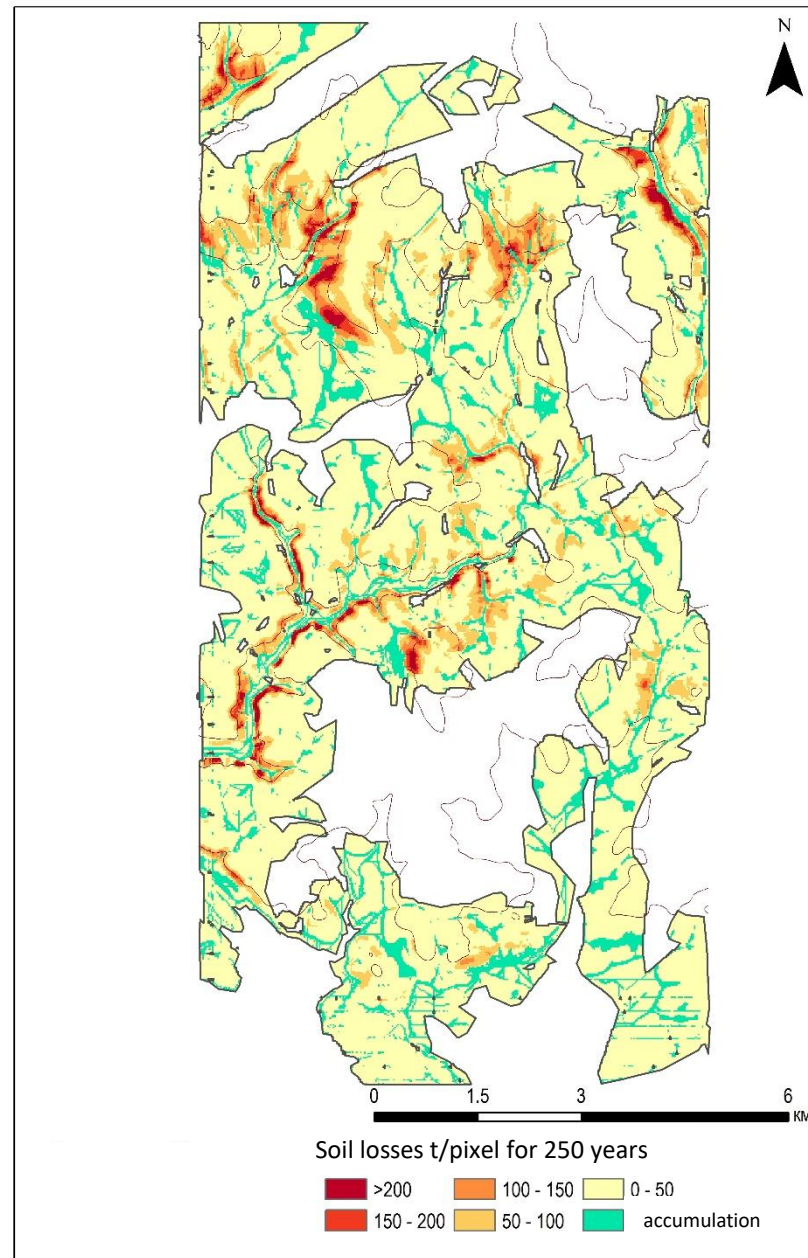 N
0 1.5 3 6
KM
Soil losses t/pixel for 250 years
>200 100 - 150 0 - 50
150 - 200 50 - 100 accumulation